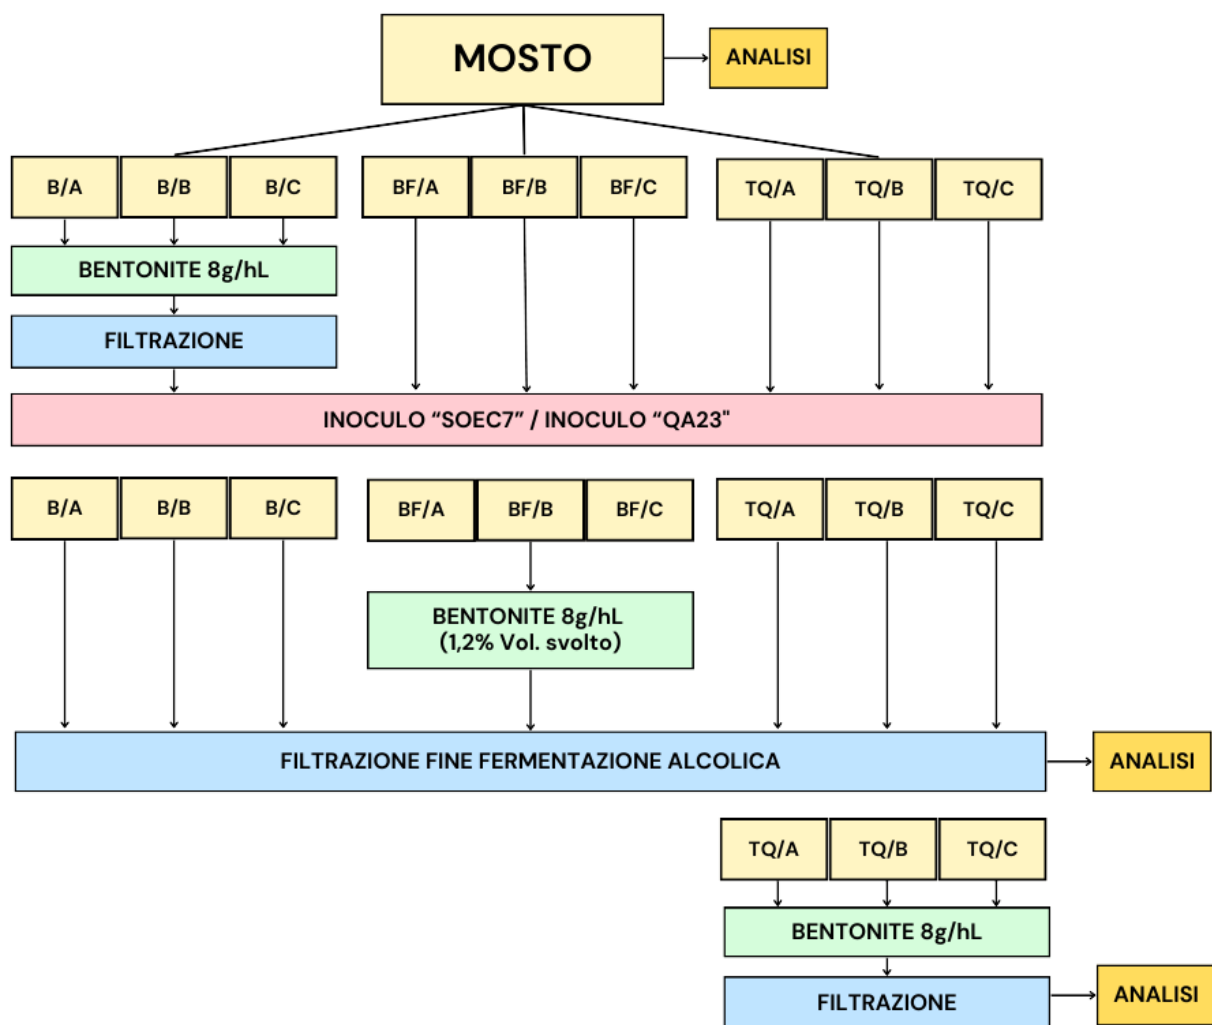 MOSTO
ANALISI
B/A
B/B
B/C
BF/A
BF/B
BF/C
TQ/A
TQ/B
TQ/C
BENTONITE 8g/hL
FILTRAZIONE
INOCULO “SOEC7” / INOCULO “QA23"
B/A
B/B
B/C
BF/A
BF/B
BF/C
TQ/A
TQ/B
TQ/C
BENTONITE 8g/hL
(1,2% Vol. svolto)
FILTRAZIONE FINE FERMENTAZIONE ALCOLICA
ANALISI
TQ/A
TQ/B
TQ/C
BENTONITE 8g/hL
FILTRAZIONE
ANALISI